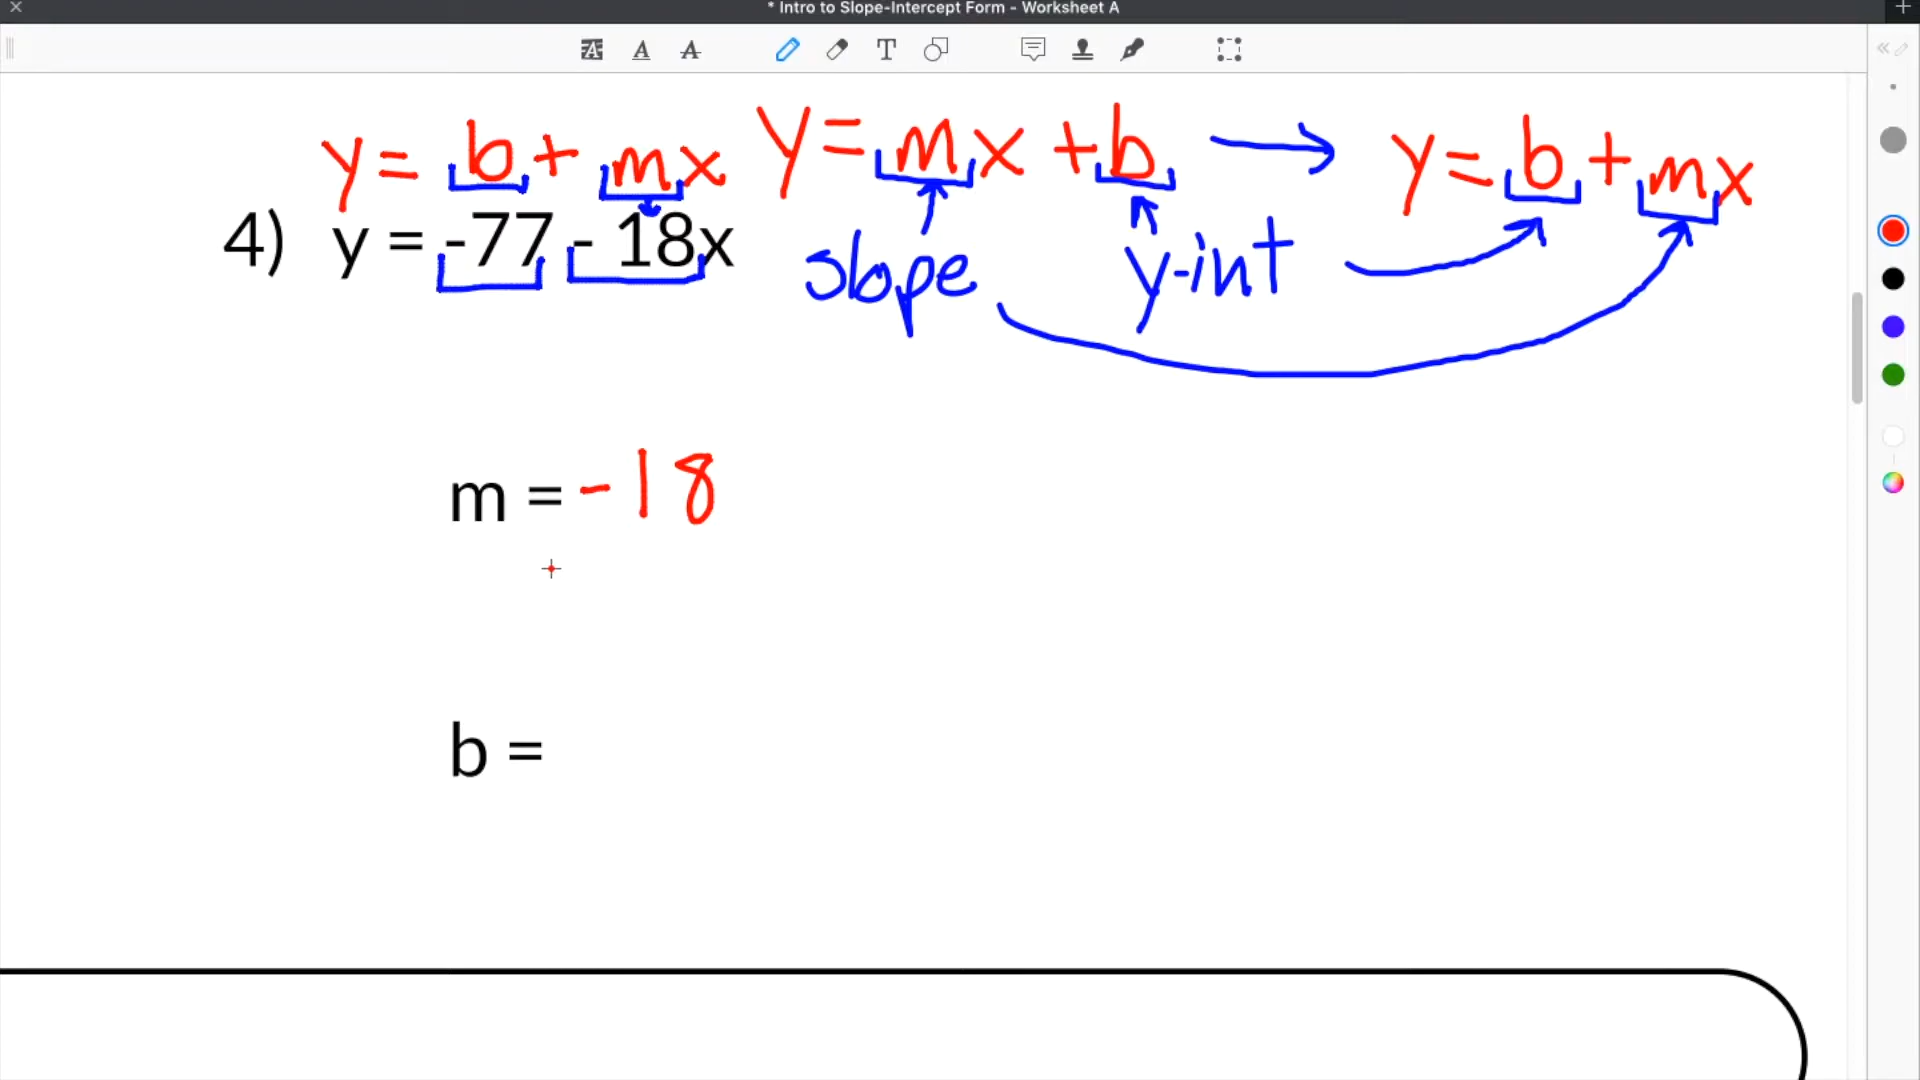 * Intro to Slope-Intercept Form - Worksheet A
y = b + mx y = mx + b → y = b + mx
4) y = -77 - 18x
slope y-int
m = -18
b =